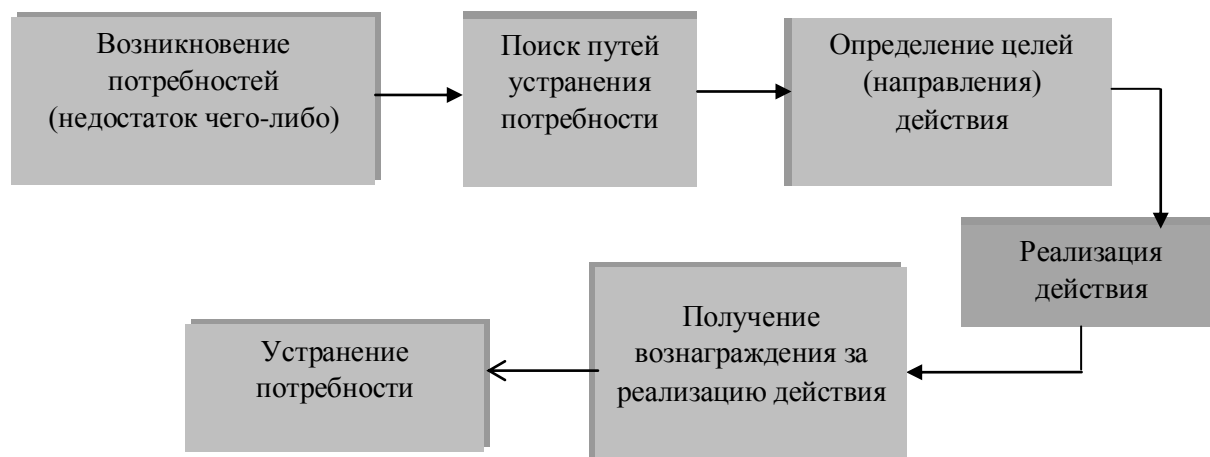 Возникновение
потребностей
(недостаток чего-либо)
Поиск путей
устранения
потребности
Определение целей
(направления)
действия
Реализация
действия
Получение
вознаграждения за
реализацию действия
Устранение
потребности